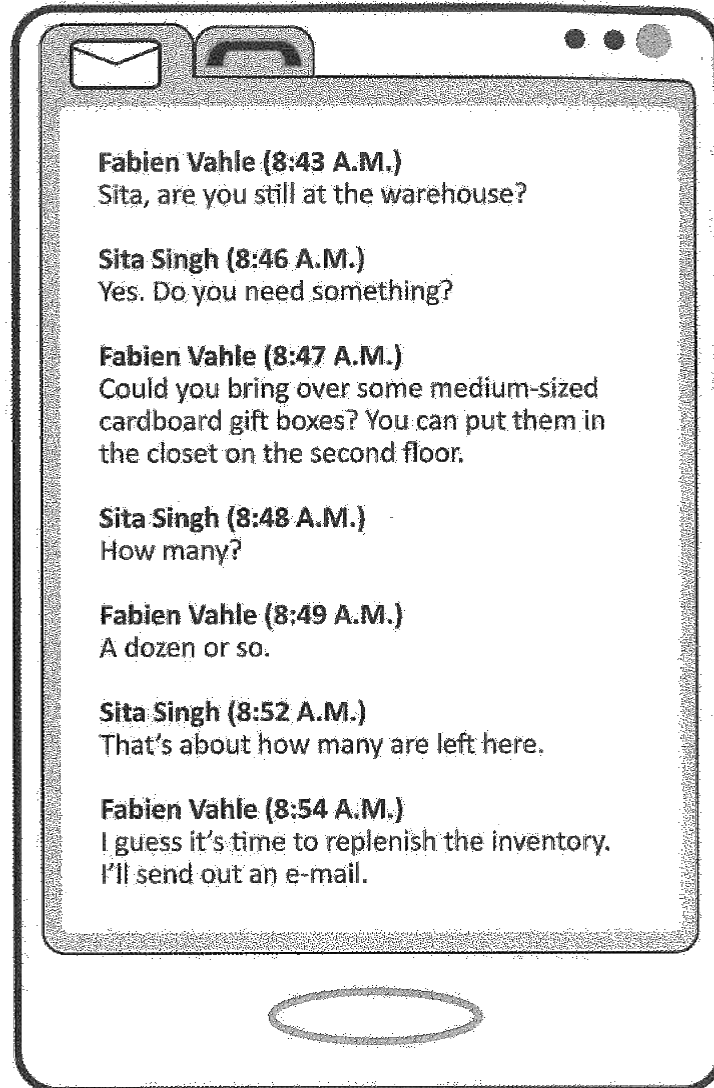 Fabien Vahle (8:43 A.M.)
Sita, are you still at the warehouse?
Sita Singh (8:46 A.M.)
Yes. Do you need something?
Fabien Vahle (8:47 A.M.)
Could you bring over some medium-sized
cardboard gift boxes? You can put them in
the closet on the second floor.
Sita Singh (8:48 A.M.)
How many?
Fabien Vahle (8:49 A.M.)
A dozen or so.
Sita Singh (8:52 A.M.)
That's about how many are left here.
Fabien Vahle (8:54 A.M.)
I guess it's time to replenish the inventory.
I'll send out an e-mail.